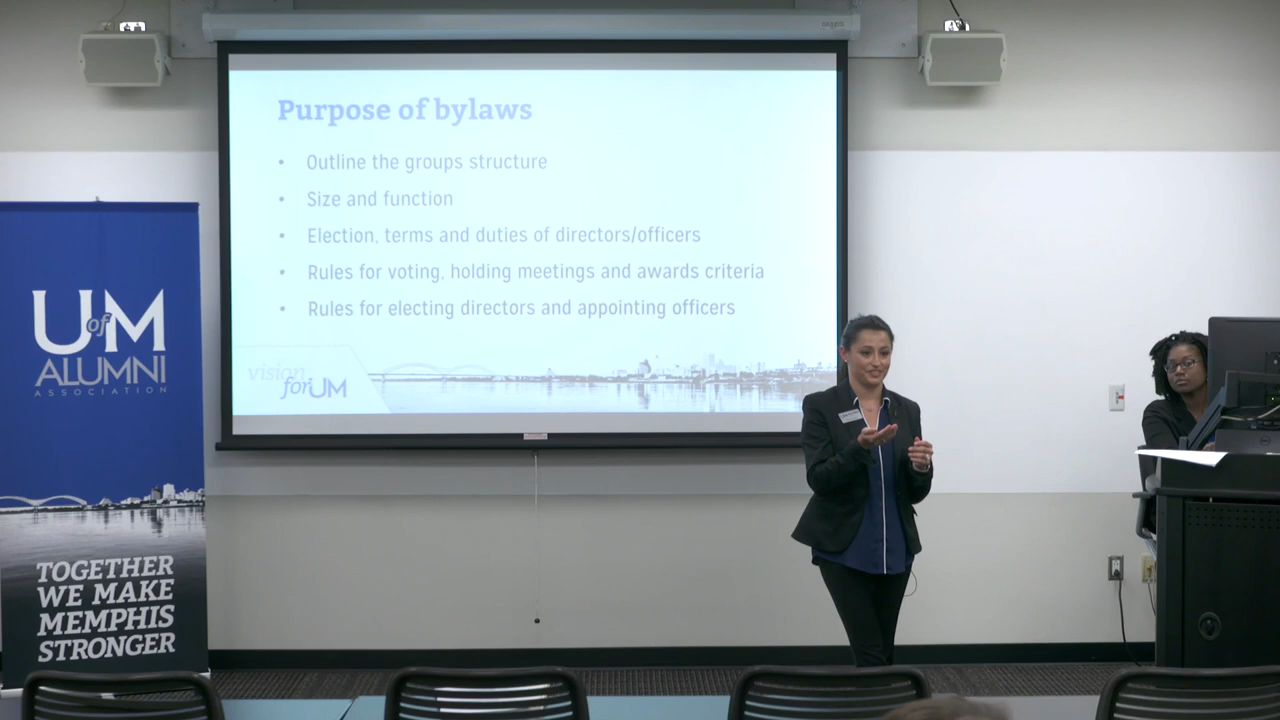 Purpose of bylaws
• Outline the groups structure
• Size and function
• Election, terms and duties of directors/officers
• Rules for voting, holding meetings and awards criteria
• Rules for electing directors and appointing officers
vision
for UM
U of M
ALUMNI
ASSOCIATION
TOGETHER
WE MAKE
MEMPHIS
STRONGER